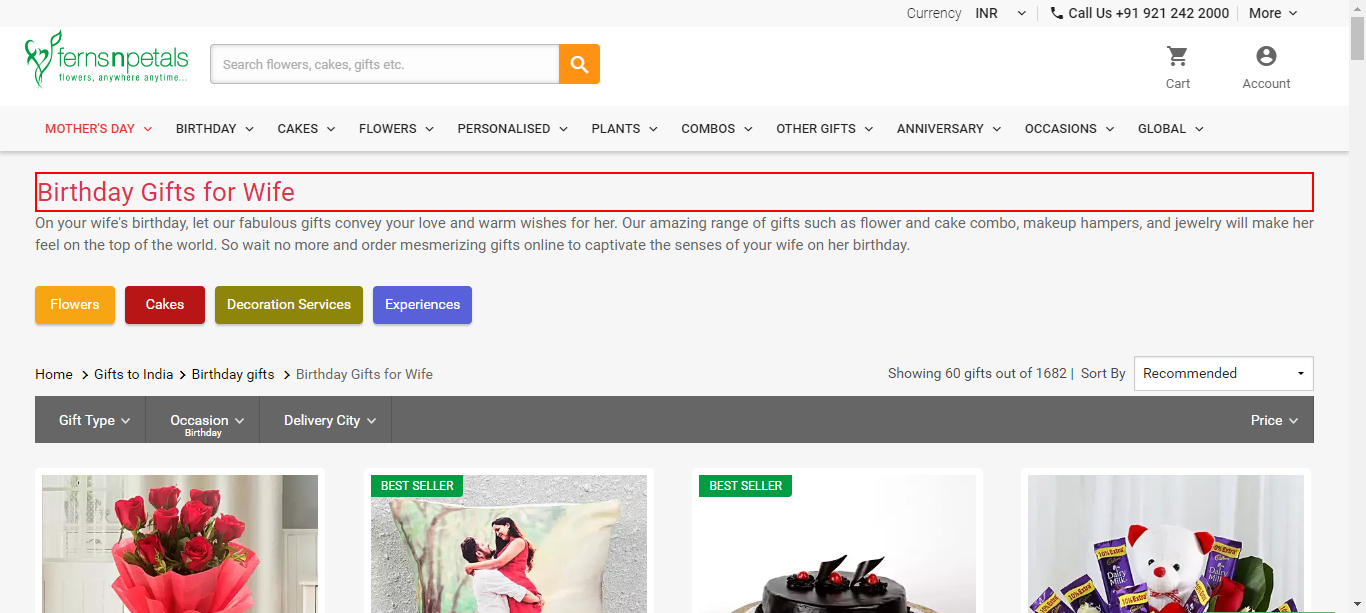 Currency INR Call Us +91 921 242 2000 More
fernsnpetals
flowers, anywhere anytime...
Search flowers, cakes, gifts etc.
Cart Account
MOTHER'S DAY BIRTHDAY CAKES FLOWERS PERSONALISED PLANTS COMBOS OTHER GIFTS ANNIVERSARY OCCASIONS GLOBAL
Birthday Gifts for Wife
On your wife's birthday, let our fabulous gifts convey your love and warm wishes for her. Our amazing range of gifts such as flower and cake combo, makeup hampers, and jewelry will make her
feel on the top of the world. So wait no more and order mesmerizing gifts online to captivate the senses of your wife on her birthday.
Flowers Cakes Decoration Services Experiences
Home > Gifts to India > Birthday gifts > Birthday Gifts for Wife
Showing 60 gifts out of 1682 | Sort By Recommended
Gift Type Occasion Delivery City Price
Birthday
BEST SELLER BEST SELLER
10% Extra 10% Extra
Dairy Milk Dairy Milk
10% Extra 10% Extra